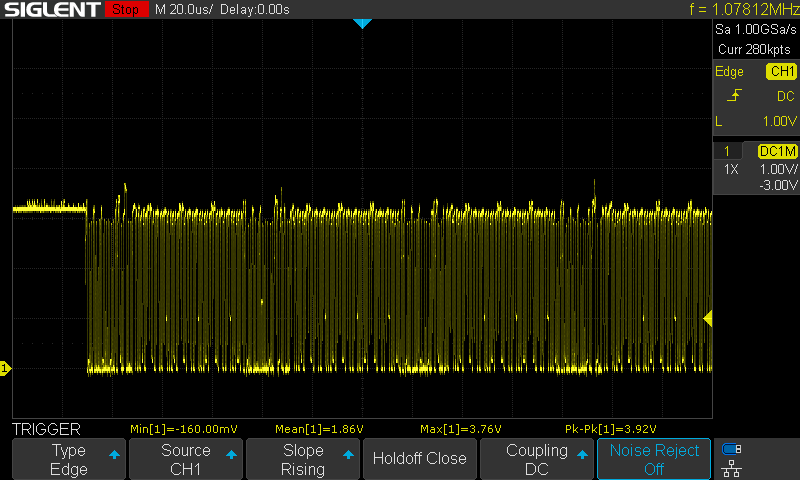 SIGLENT Stop M 20.0us/ Delay:0.00s f = 1.07812MHz
Sa 1.00GSa/s
Curr 280kpts
Edge CH1
DC
L 1.00V
1 DC1M
1X 1.00V/
-3.00V
1
TRIGGER Min[1]=-160.00mV Mean[1]=1.86V Max[1]=3.76V Pk-Pk[1]=3.92V
Type
Edge
Source
CH1
Slope
Rising
Holdoff Close
Coupling
DC
Noise Reject
Off